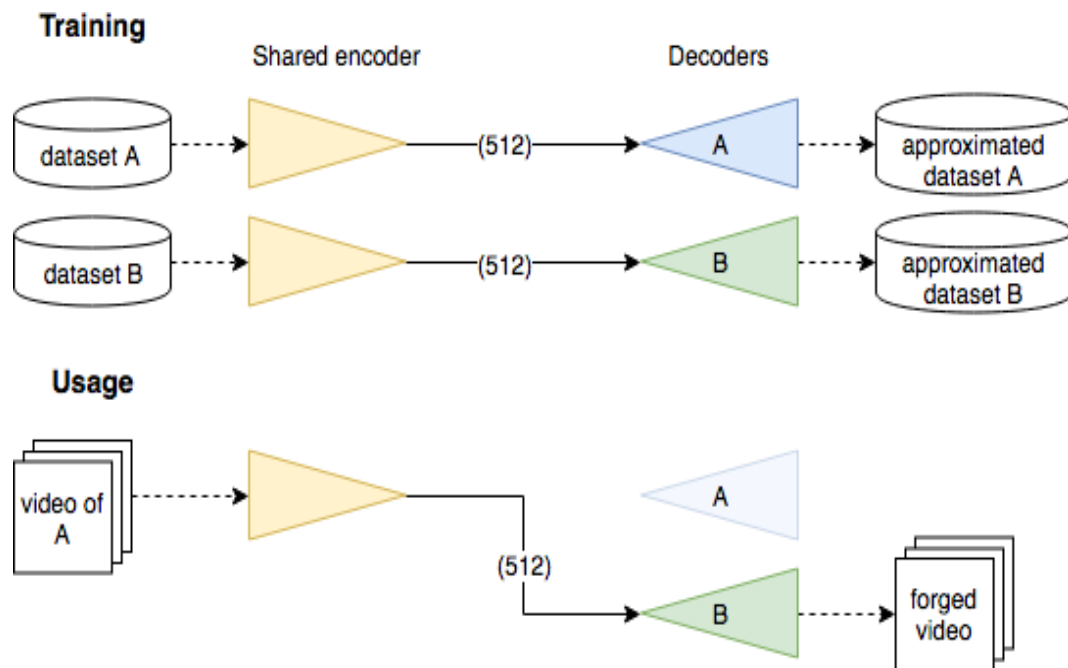 Training
Shared encoder
Decoders
dataset A
(512)
A
approximated
dataset A
dataset B
(512)
B
approximated
dataset B
Usage
video of
A
A
(512)
B
forged
video